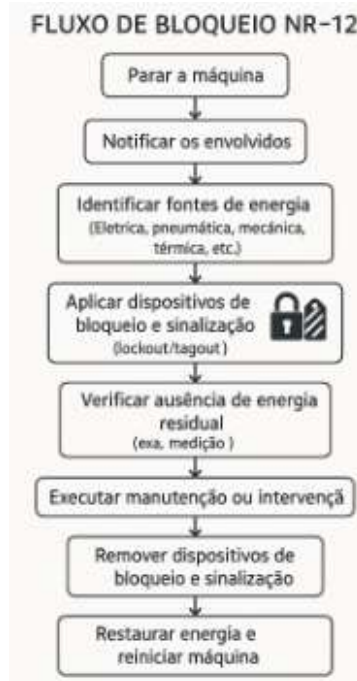 FLUXO DE BLOQUEIO NR-12
Parar a máquina
Notificar os envolvidos
Identificar fontes de energia
(Eletrica, pneumática, mecánica,
térmica, etc.)
Aplicar dispositivos de
bloqueio e sinalização
(lockout/tagout)
Verificar ausência de energia
residual
(exa, medição )
Executar manutenção ou intervençã
Remover dispositivos de
bloqueio e sinalização
Restaurar energia e
reiniciar máquina